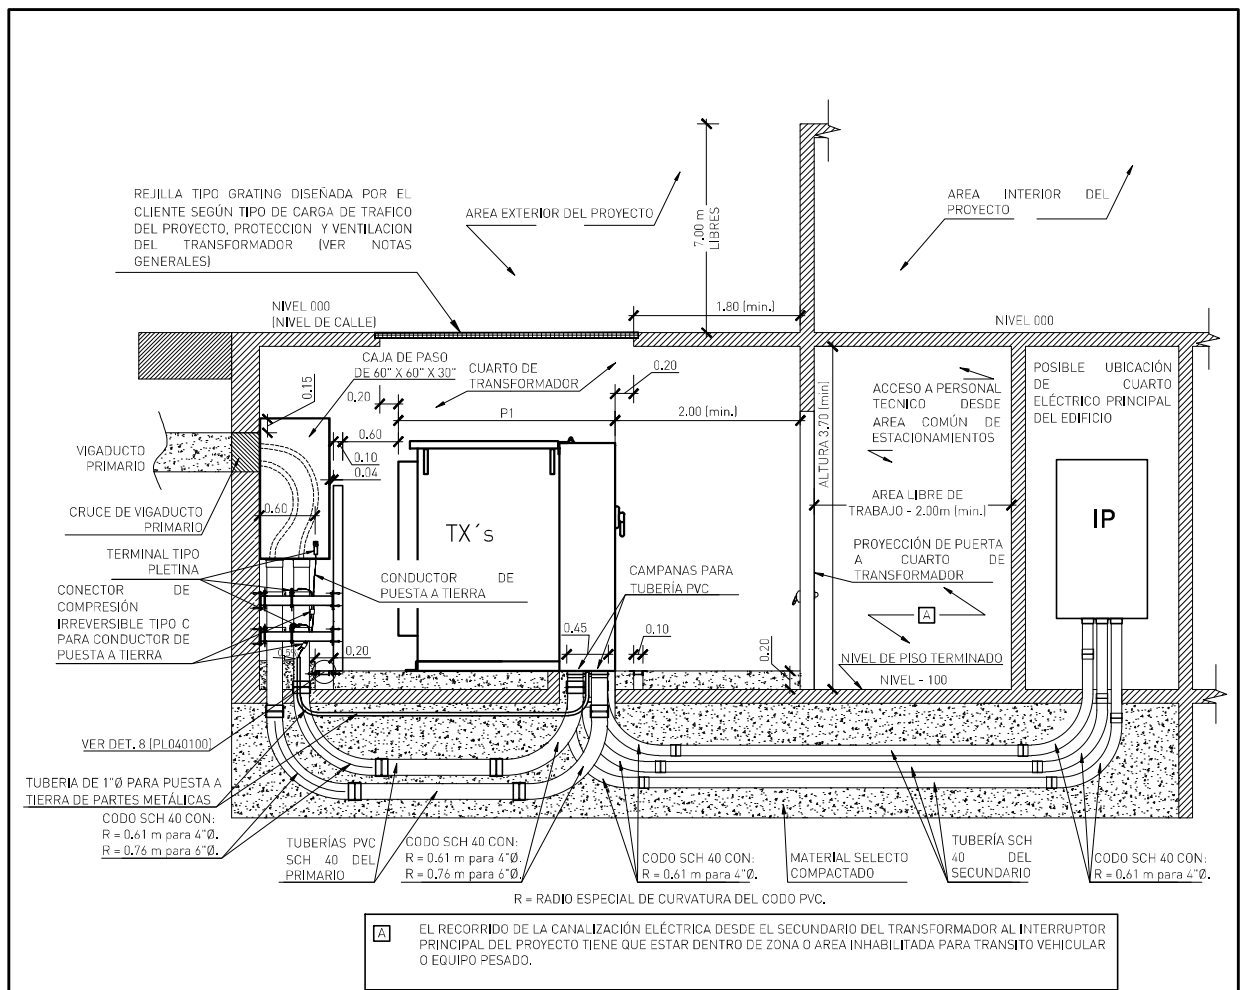 REJILLA TIPO GRATING DISEÑADA POR EL
CLIENTE SEGÚN TIPO DE CARGA DE TRAFICO
DEL PROYECTO, PROTECCION Y VENTILACION
DEL TRANSFORMADOR (VER NOTAS
GENERALES)
AREA EXTERIOR DEL PROYECTO
7.00 m
LIBRES
AREA INTERIOR DEL
PROYECTO
1.80 (min.)
NIVEL 000
(NIVEL DE CALLE)
NIVEL 000
CAJA DE PASO
DE 60" X 60" X 30"
CUARTO DE
TRANSFORMADOR
0.20
0.20
0.15
P1
2.00 (min.)
ALTURA 3.70 (min)
ACCESO A PERSONAL
TECNICO DESDE
AREA COMÚN DE
ESTACIONAMIENTOS
POSIBLE UBICACIÓN
DE CUARTO
ELÉCTRICO PRINCIPAL
DEL EDIFICIO
VIGADUCTO
PRIMARIO
0.60
0.10
0.04
0.60
CRUCE DE VIGADUCTO
PRIMARIO
AREA LIBRE DE
TRABAJO - 2.00m (min.)
TX´s
IP
TERMINAL TIPO
PLETINA
CONECTOR DE
COMPRESIÓN
IRREVERSIBLE TIPO C
PARA CONDUCTOR DE
PUESTA A TIERRA
CONDUCTOR DE
PUESTA A TIERRA
CAMPANAS PARA
TUBERÍA PVC
PROYECCIÓN DE PUERTA
A CUARTO DE
TRANSFORMADOR
A
0.45
0.10
0.20
0.20
NIVEL DE PISO TERMINADO
NIVEL - 100
VER DET. 8 (PL040100)
TUBERIA DE 1"Ø PARA PUESTA A
TIERRA DE PARTES METÁLICAS
CODO SCH 40 CON:
R = 0.61 m para 4"Ø.
R = 0.76 m para 6"Ø.
TUBERÍAS PVC
SCH 40 DEL
PRIMARIO
CODO SCH 40 CON:
R = 0.61 m para 4"Ø.
R = 0.76 m para 6"Ø.
CODO SCH 40 CON:
R = 0.61 m para 4"Ø.
MATERIAL SELECTO
COMPACTADO
TUBERÍA SCH
40 DEL
SECUNDARIO
CODO SCH 40 CON:
R = 0.61 m para 4"Ø.
R = RADIO ESPECIAL DE CURVATURA DEL CODO PVC.
A EL RECORRIDO DE LA CANALIZACIÓN ELÉCTRICA DESDE EL SECUNDARIO DEL TRANSFORMADOR AL INTERRUPTOR
PRINCIPAL DEL PROYECTO TIENE QUE ESTAR DENTRO DE ZONA O AREA INHABILITADA PARA TRANSITO VEHICULAR
O EQUIPO PESADO.